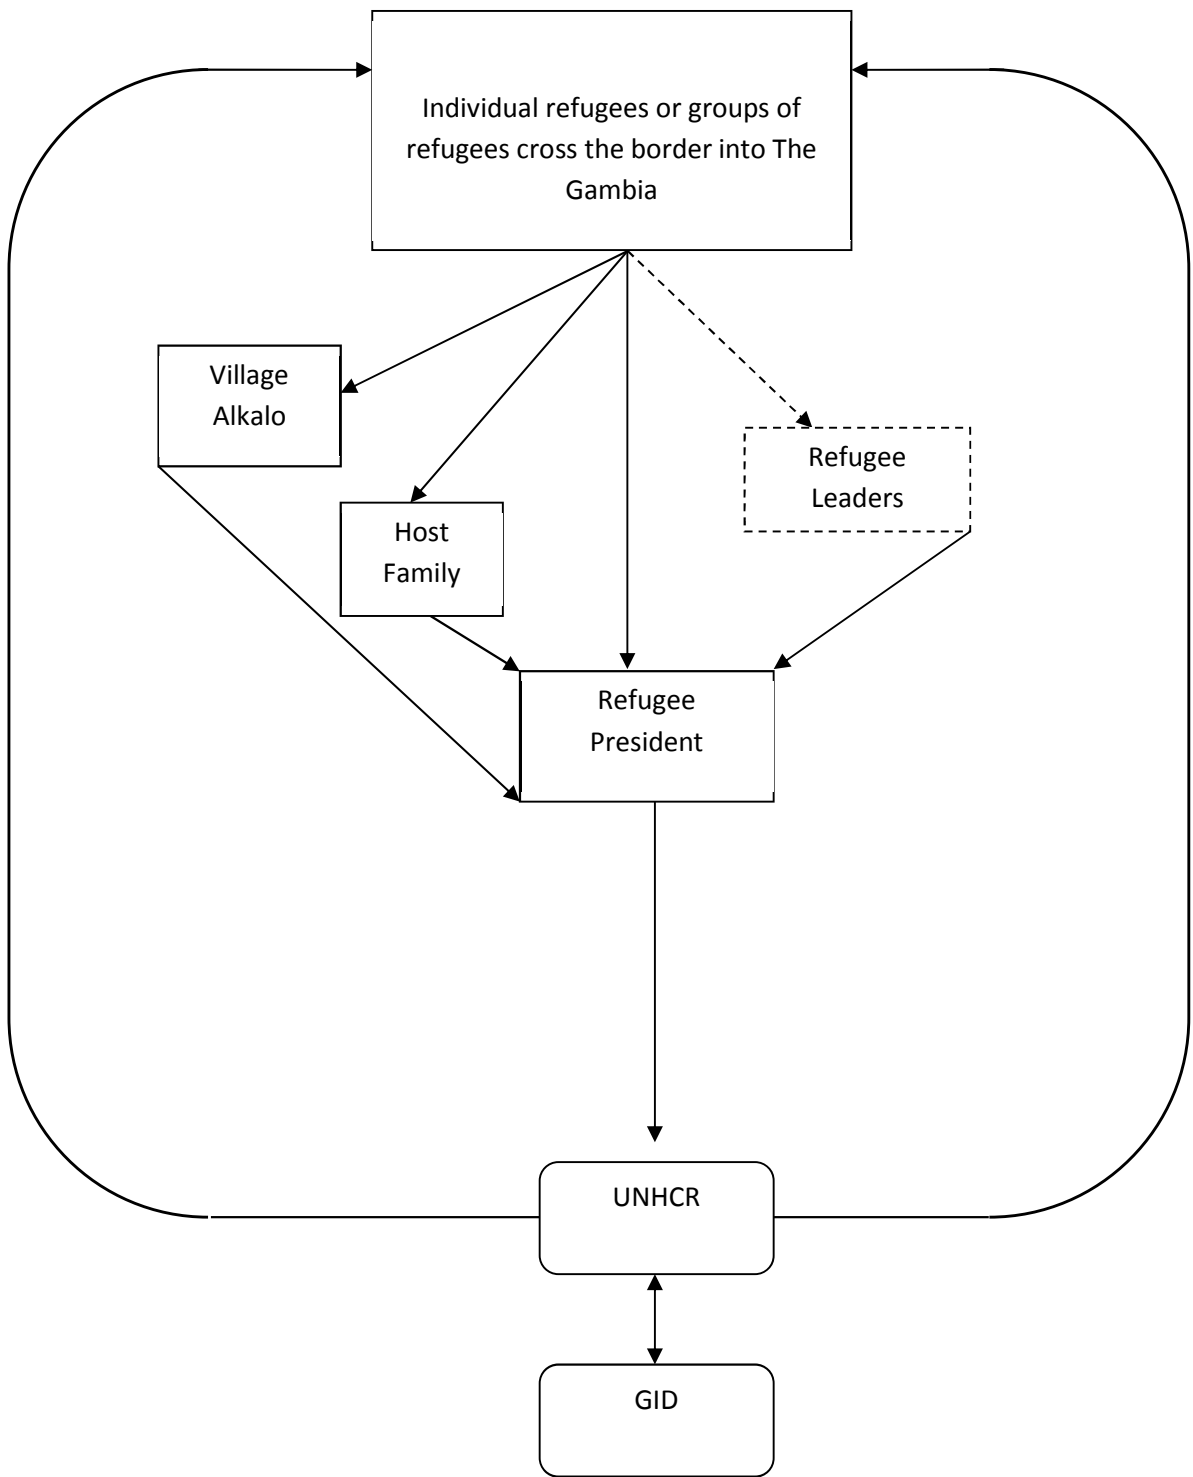 Individual refugees or groups of
refugees cross the border into The
Gambia
Village
Alkalo
Refugee
Leaders
Host
Family
Refugee
President
UNHCR
GID